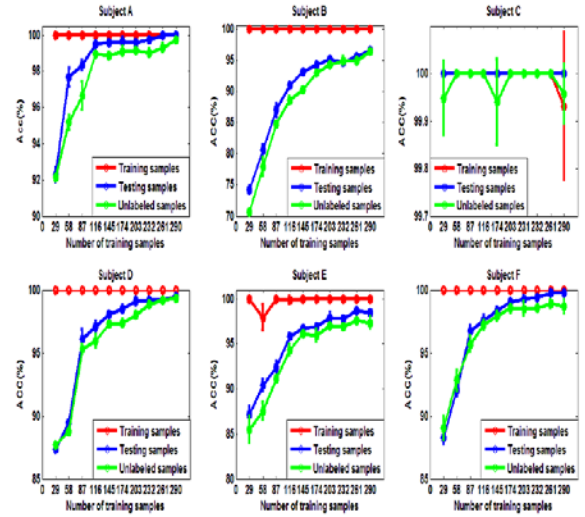 Subject A
Subject B
Subject C
100
98
96
94
92
90
Acc(%)
Training samples
Testing samples
Unlabeled samples
0 29 58 87 116 145 174 203 232 261 290
Number of training samples
100
95
90
85
80
75
70
ACC(%)
Training samples
Testing samples
Unlabeled samples
0 29 58 87 116 145 174 203 232 261 290
Number of training samples
100
99.9
99.8
99.7
ACC(%)
Training samples
Testing samples
Unlabeled samples
0 29 58 87 116 145 174 203 232 261 290
Number of training samples
Subject D
Subject E
Subject F
100
95
90
85
ACC(%)
Training samples
Testing samples
Unlabeled samples
0 29 58 87 116 145 174 203 232 261 290
Number of training samples
100
95
90
85
80
ACC(%)
Training samples
Testing samples
Unlabeled samples
0 29 58 87 116 145 174 203 232 261 290
Number of training samples
100
95
90
85
ACC(%)
Training samples
Testing samples
Unlabeled samples
0 29 58 87 116 145 174 203 232 261 290
Number of training samples